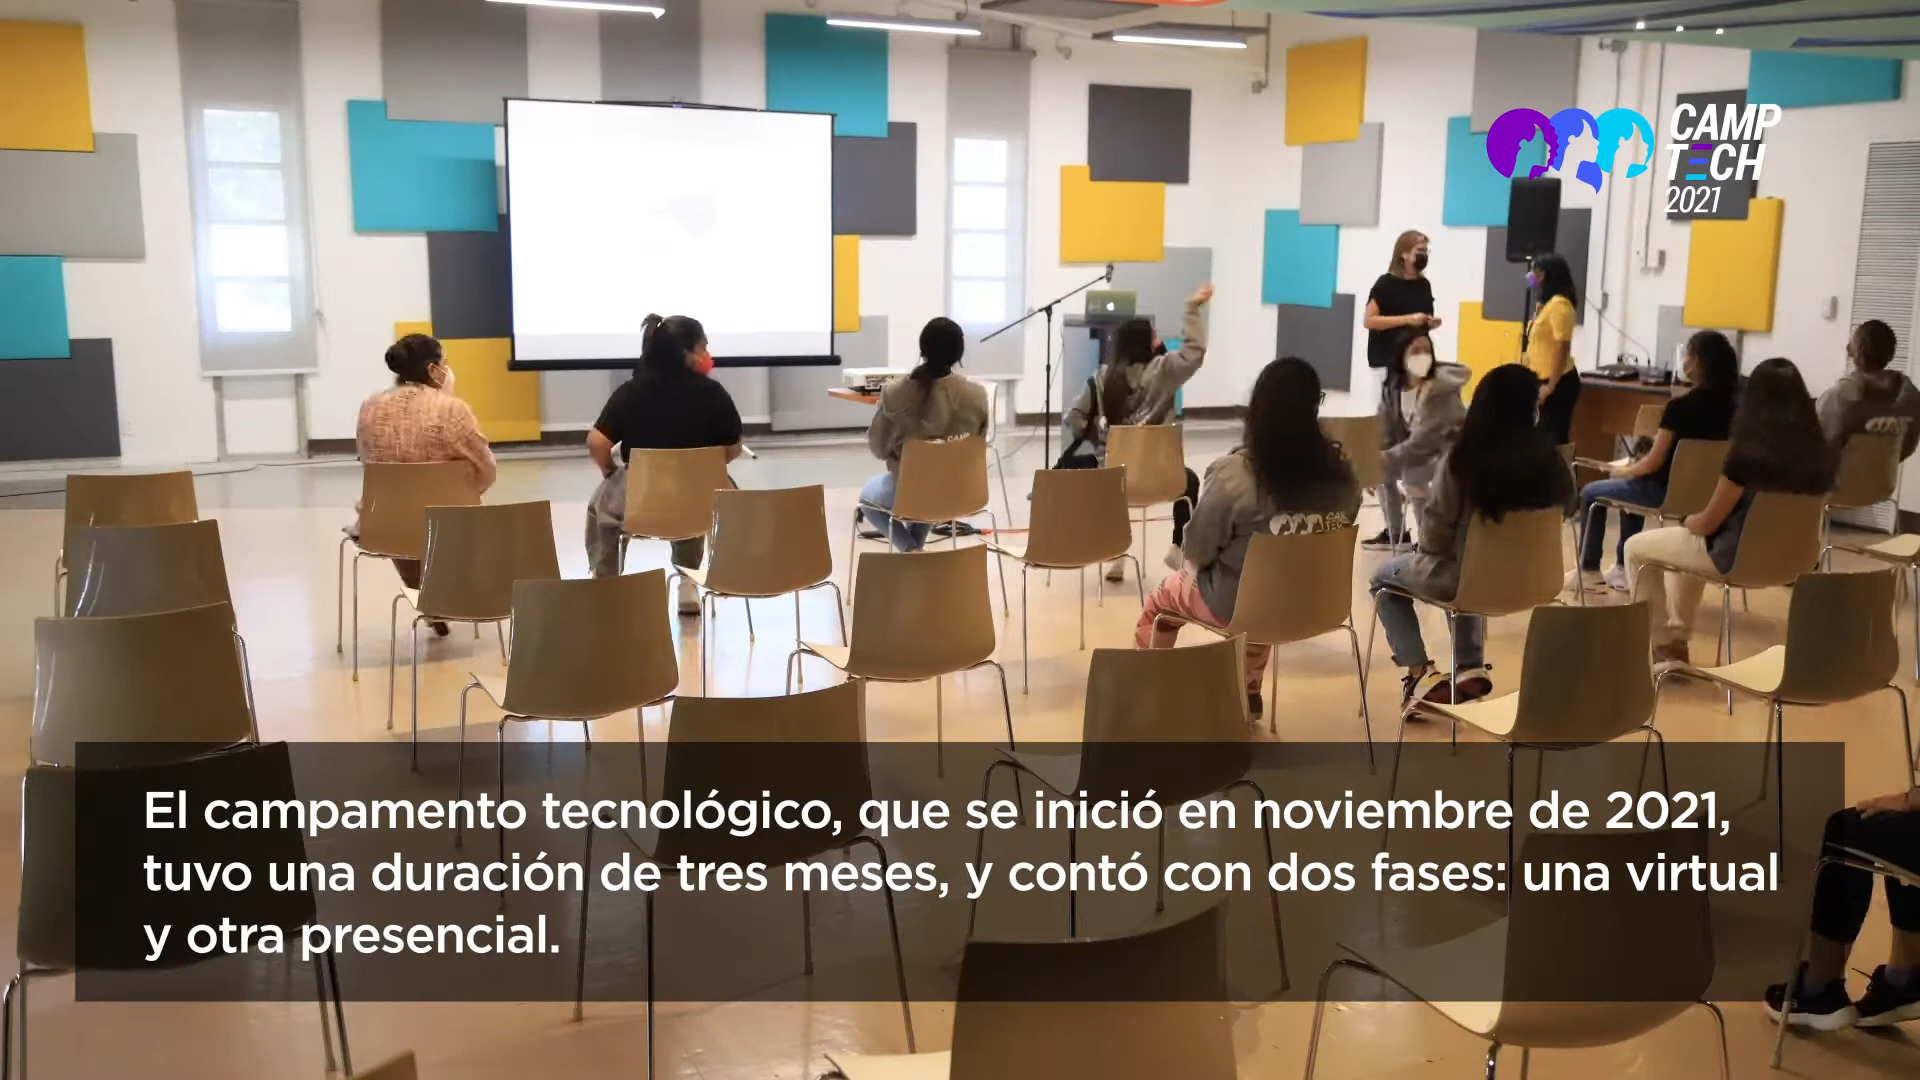 CAMP
TECH
2021
CAMP
El campamento tecnológico, que se inició en noviembre de 2021,
tuvo una duración de tres meses, y contó con dos fases: una virtual
y otra presencial.